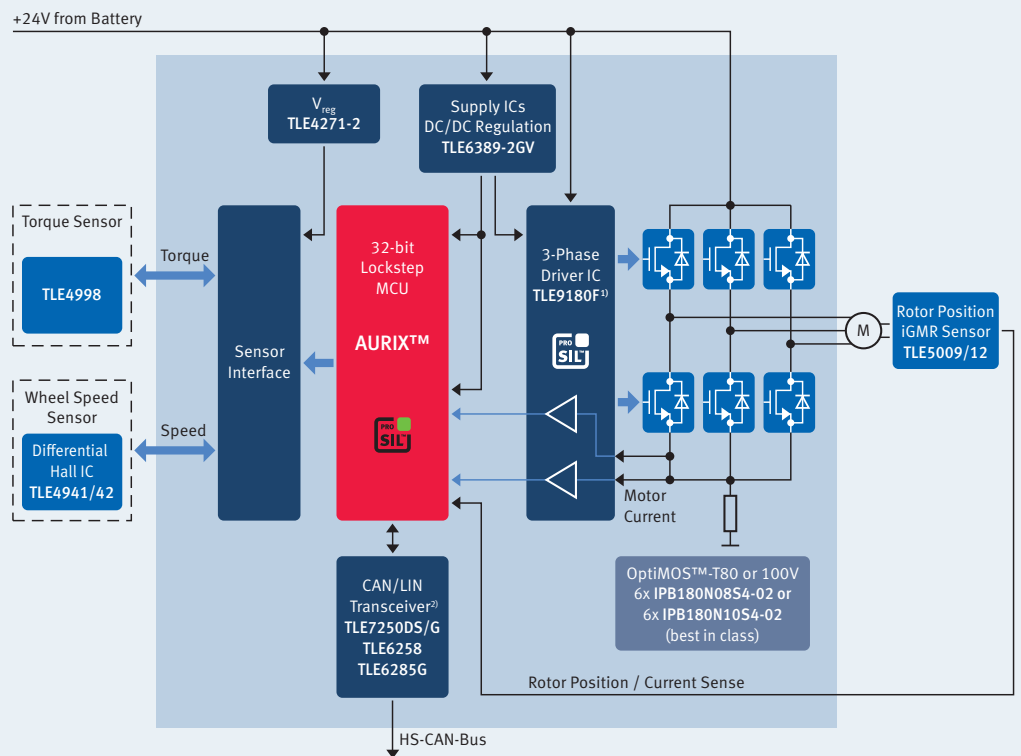 +24V from Battery
Vreg
TLE4271-2
Supply ICs
DC/DC Regulation
TLE6389-2GV
Torque Sensor
TLE4998
Torque
Wheel Speed
Sensor
Differential
Hall IC
TLE4941/42
Speed
Sensor
Interface
32-bit
Lockstep
MCU
AURIX™
PRO
SIL™
3-Phase
Driver IC
TLE9180F1)
PRO
SIL™
M
Rotor Position
iGMR Sensor
TLE5009/12
Motor
Current
CAN/LIN
Transceiver2)
TLE7250DS/G
TLE6258
TLE6285G
OptiMOS™-T80 or 100V
6x IPB180N08S4-02 or
6x IPB180N10S4-02
(best in class)
Rotor Position / Current Sense
HS-CAN-Bus